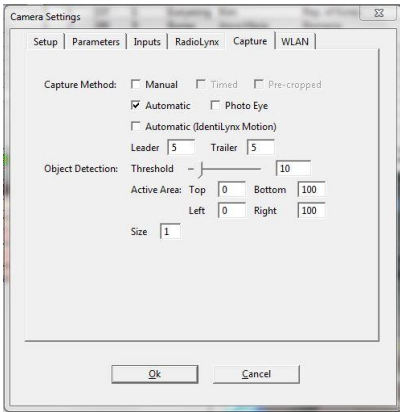 Camera Settings
Setup Parameters Inputs RadioLynx Capture WLAN
Capture Method: Manual Timed Pre-cropped
Automatic Photo Eye
Automatic (IdentiLynx Motion)
Leader 5 Trailer 5
Object Detection: Threshold 10
Active Area: Top 0 Bottom 100
Left 0 Right 100
Size 1
Ok Cancel